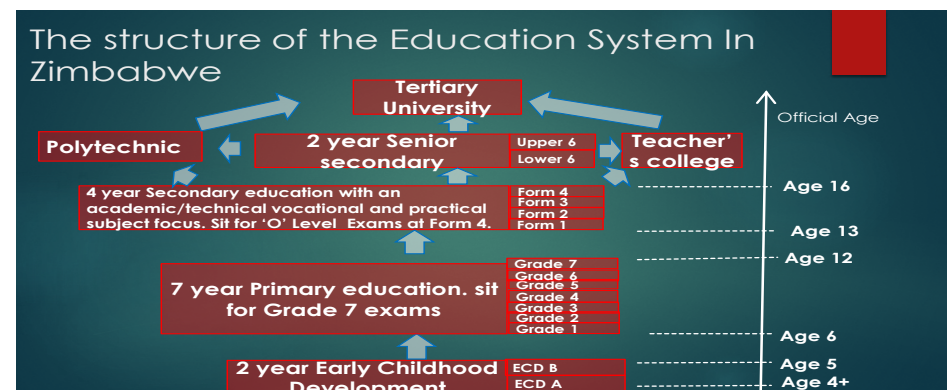 The structure of the Education System In
Zimbabwe
Tertiary
University
Official Age
Polytechnic
2 year Senior
secondary
Upper 6
Lower 6
Teacher’
s college
4 year Secondary education with an
academic/technical vocational and practical
subject focus. Sit for ‘O’ Level Exams at Form 4.
Form 4
Form 3
Form 2
Form 1
Age 16
Age 13
Age 12
7 year Primary education. sit
for Grade 7 exams
Grade 7
Grade 6
Grade 5
Grade 4
Grade 3
Grade 2
Grade 1
Age 6
2 year Early Childhood
Development
ECD B
ECD A
Age 5
Age 4+